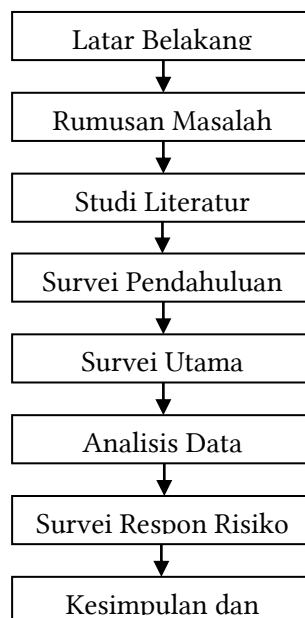 Latar Belakang
Rumusan Masalah
Studi Literatur
Survei Pendahuluan
Survei Utama
Analisis Data
Survei Respon Risiko
Kesimpulan dan